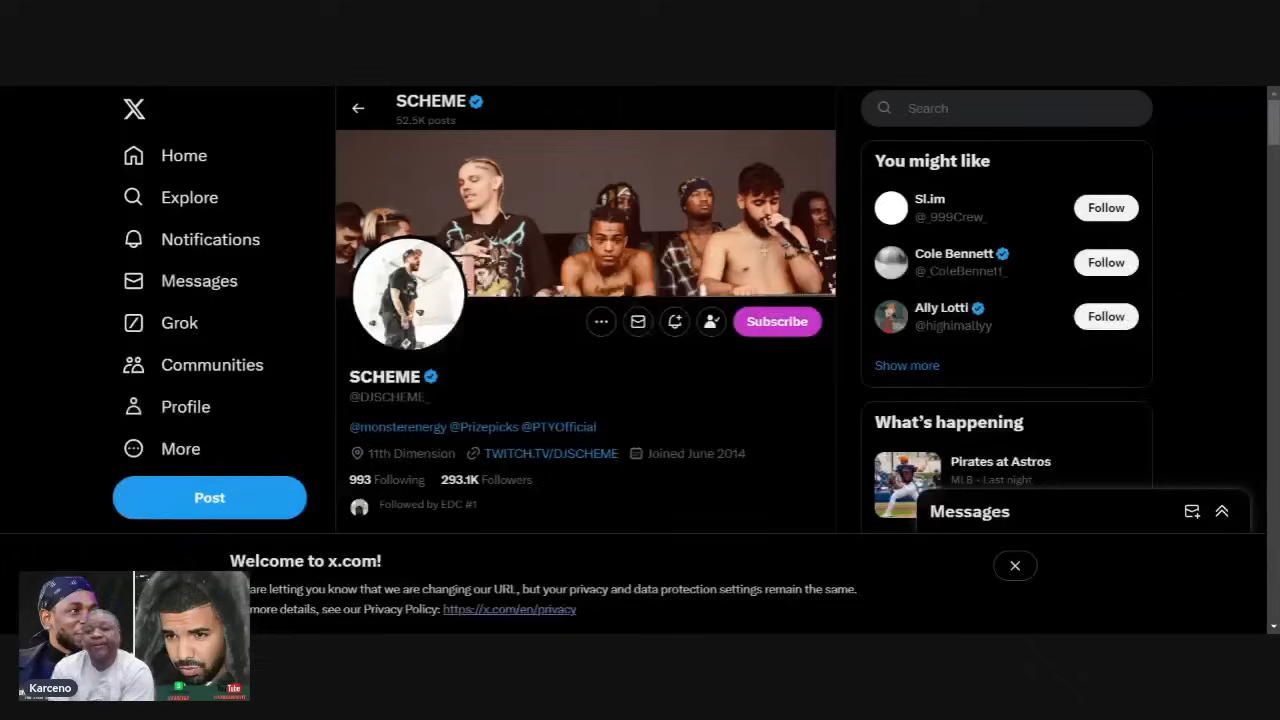 SCHEME
52.5K posts
Search
Home
Explore
Notifications
Messages
Grok
Communities
Profile
More
Post
Subscribe
SCHEME
@DJSCHEME_
@monsterenergy @Prizepicks @PTYOfficial
11th Dimension TWITCH.TV/DJSCHEME Joined June 2014
993 Following 293.1K Followers
Followed by EDC #1
You might like
Sl.im
@_999Crew_
Follow
Cole Bennett
@_ColeBennett_
Follow
Ally Lotti
@highimallyy
Follow
Show more
What's happening
Pirates at Astros
MLB · Last night
Messages
Welcome to x.com!
are letting you know that we are changing our URL, but your privacy and data protection settings remain the same.
more details, see our Privacy Policy: https://x.com/en/privacy
Karceno